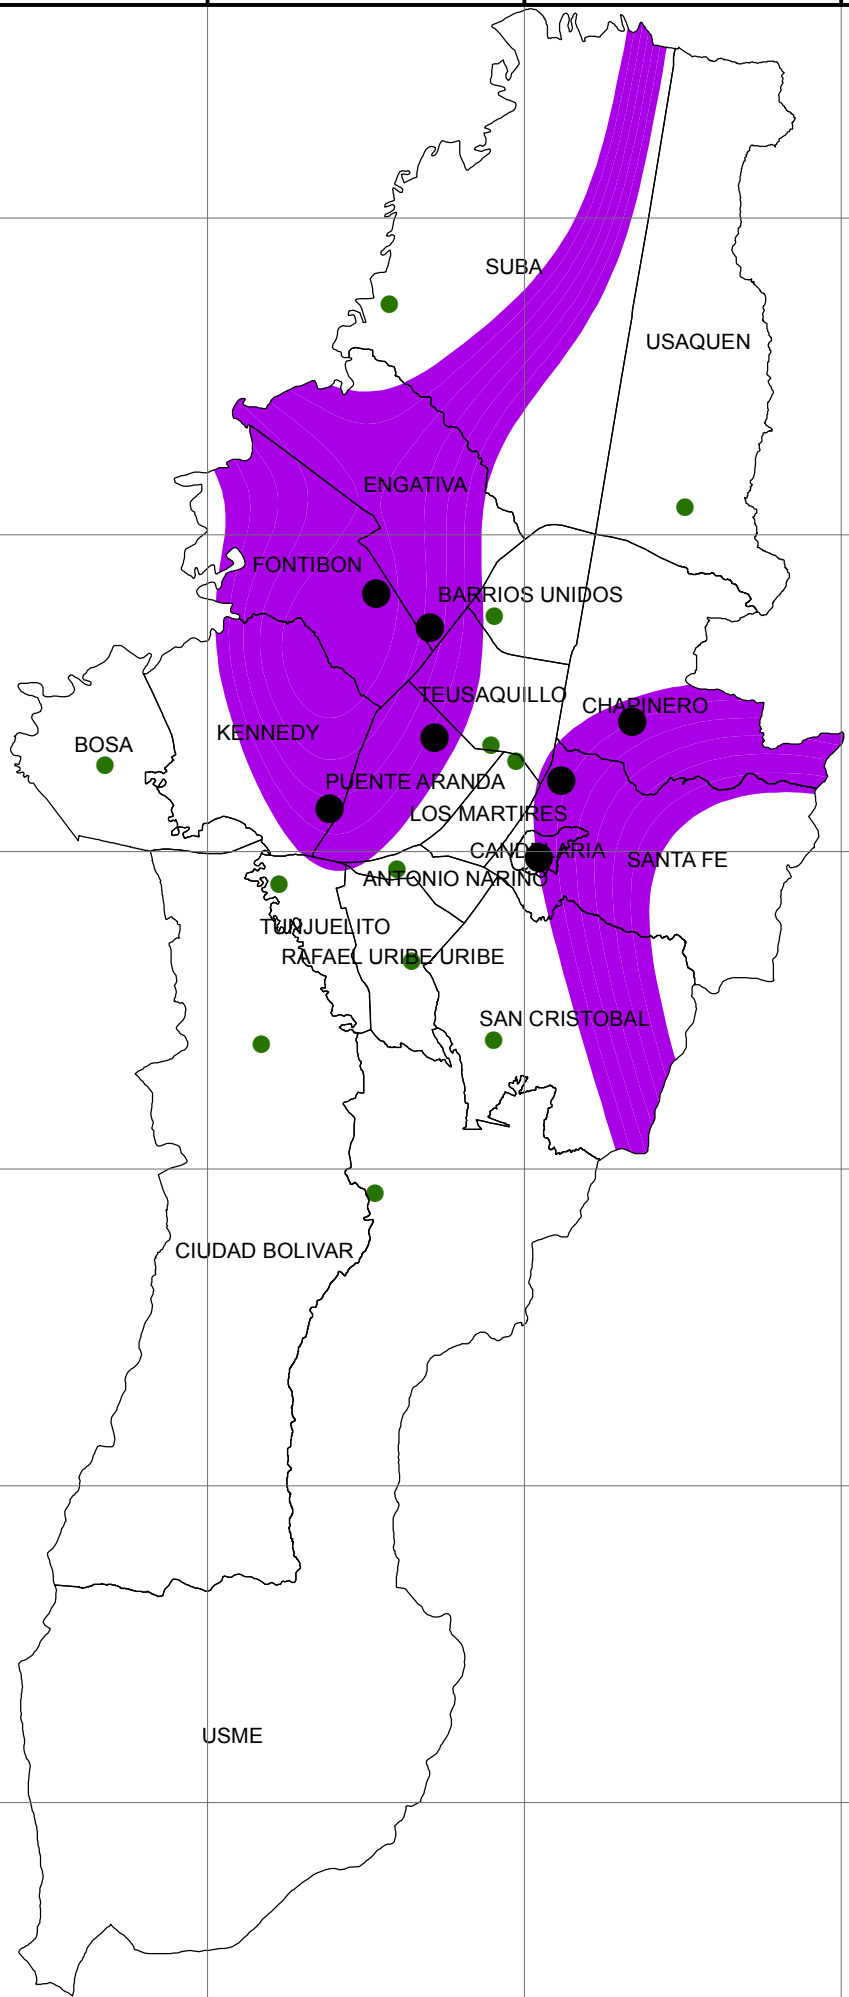 SUBA
USAQUEN
ENGATIVA
FONTIBON
BARRIOS UNIDOS
TEUSAQUILLO
CHAPINERO
KENNEDY
BOSA
PUENTE ARANDA
LOS MARTIRES
CANDELARIA
SANTA FE
ANTONIO NARIÑO
TUNJUELITO
RAFAEL URIBE URIBE
SAN CRISTOBAL
CIUDAD BOLIVAR
USME